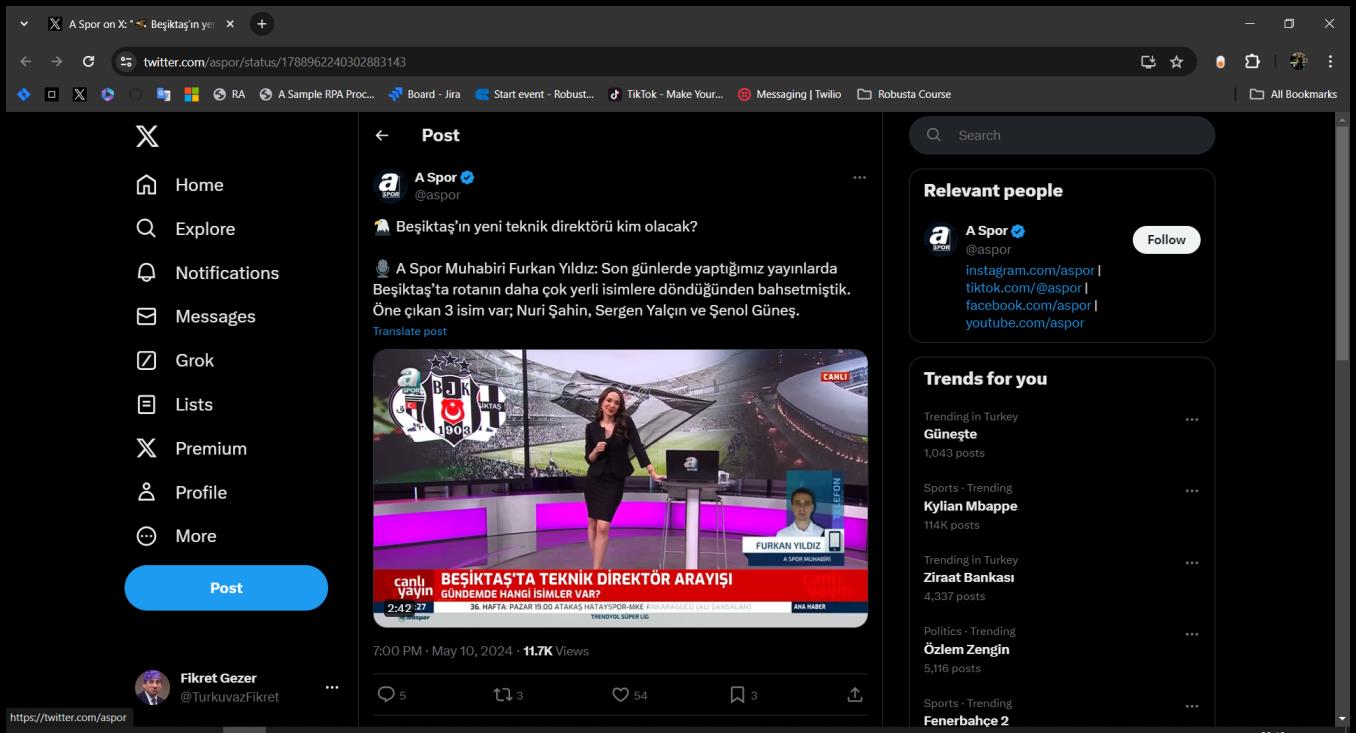 A Spor on X: "🦅 Beşiktaş'ın yer
twitter.com/aspor/status/1788962240302883143
RA
A Sample RPA Proc...
Board - Jira
Start event - Robust...
TikTok - Make Your...
Messaging | Twilio
Robusta Course
All Bookmarks
Home
Explore
Notifications
Messages
Grok
Lists
Premium
Profile
More
Post
Fikret Gezer
@TurkuvazFikret
https://twitter.com/aspor
Post
A Spor
@aspor
🦅 Beşiktaş'ın yeni teknik direktörü kim olacak?
🎙️ A Spor Muhabiri Furkan Yıldız: Son günlerde yaptığımız yayınlarda
Beşiktaş'ta rotanın daha çok yerli isimlere döndüğünden bahsetmiştik.
Öne çıkan 3 isim var; Nuri Şahin, Sergen Yalçın ve Şenol Güneş.
Translate post
a
SPOR
BJK
1903
CANLI
TELEFON
FURKAN YILDIZ
A SPOR MUHABİRİ
canlı
yayın
BEŞİKTAŞ'TA TEKNİK DİREKTÖR ARAYIŞI
GÜNDEMDE HANGİ İSİMLER VAR?
2:42
:27
36. HAFTA: PAZAR 19.00 ATAKAŞ HATAYSPOR-MKE ANKARAGÜCÜ (ALİ ŞANSALAN)
ANA HABER
TRENDYOL SÜPER LİG
7:00 PM · May 10, 2024 · 11.7K Views
5
3
54
3
Search
Relevant people
A Spor
@aspor
Follow
instagram.com/aspor |
tiktok.com/@aspor |
facebook.com/aspor |
youtube.com/aspor
Trends for you
Trending in Turkey
Güneşte
1,043 posts
Sports · Trending
Kylian Mbappe
114K posts
Trending in Turkey
Ziraat Bankası
4,337 posts
Politics · Trending
Özlem Zengin
5,116 posts
Sports · Trending
Fenerbahçe 2